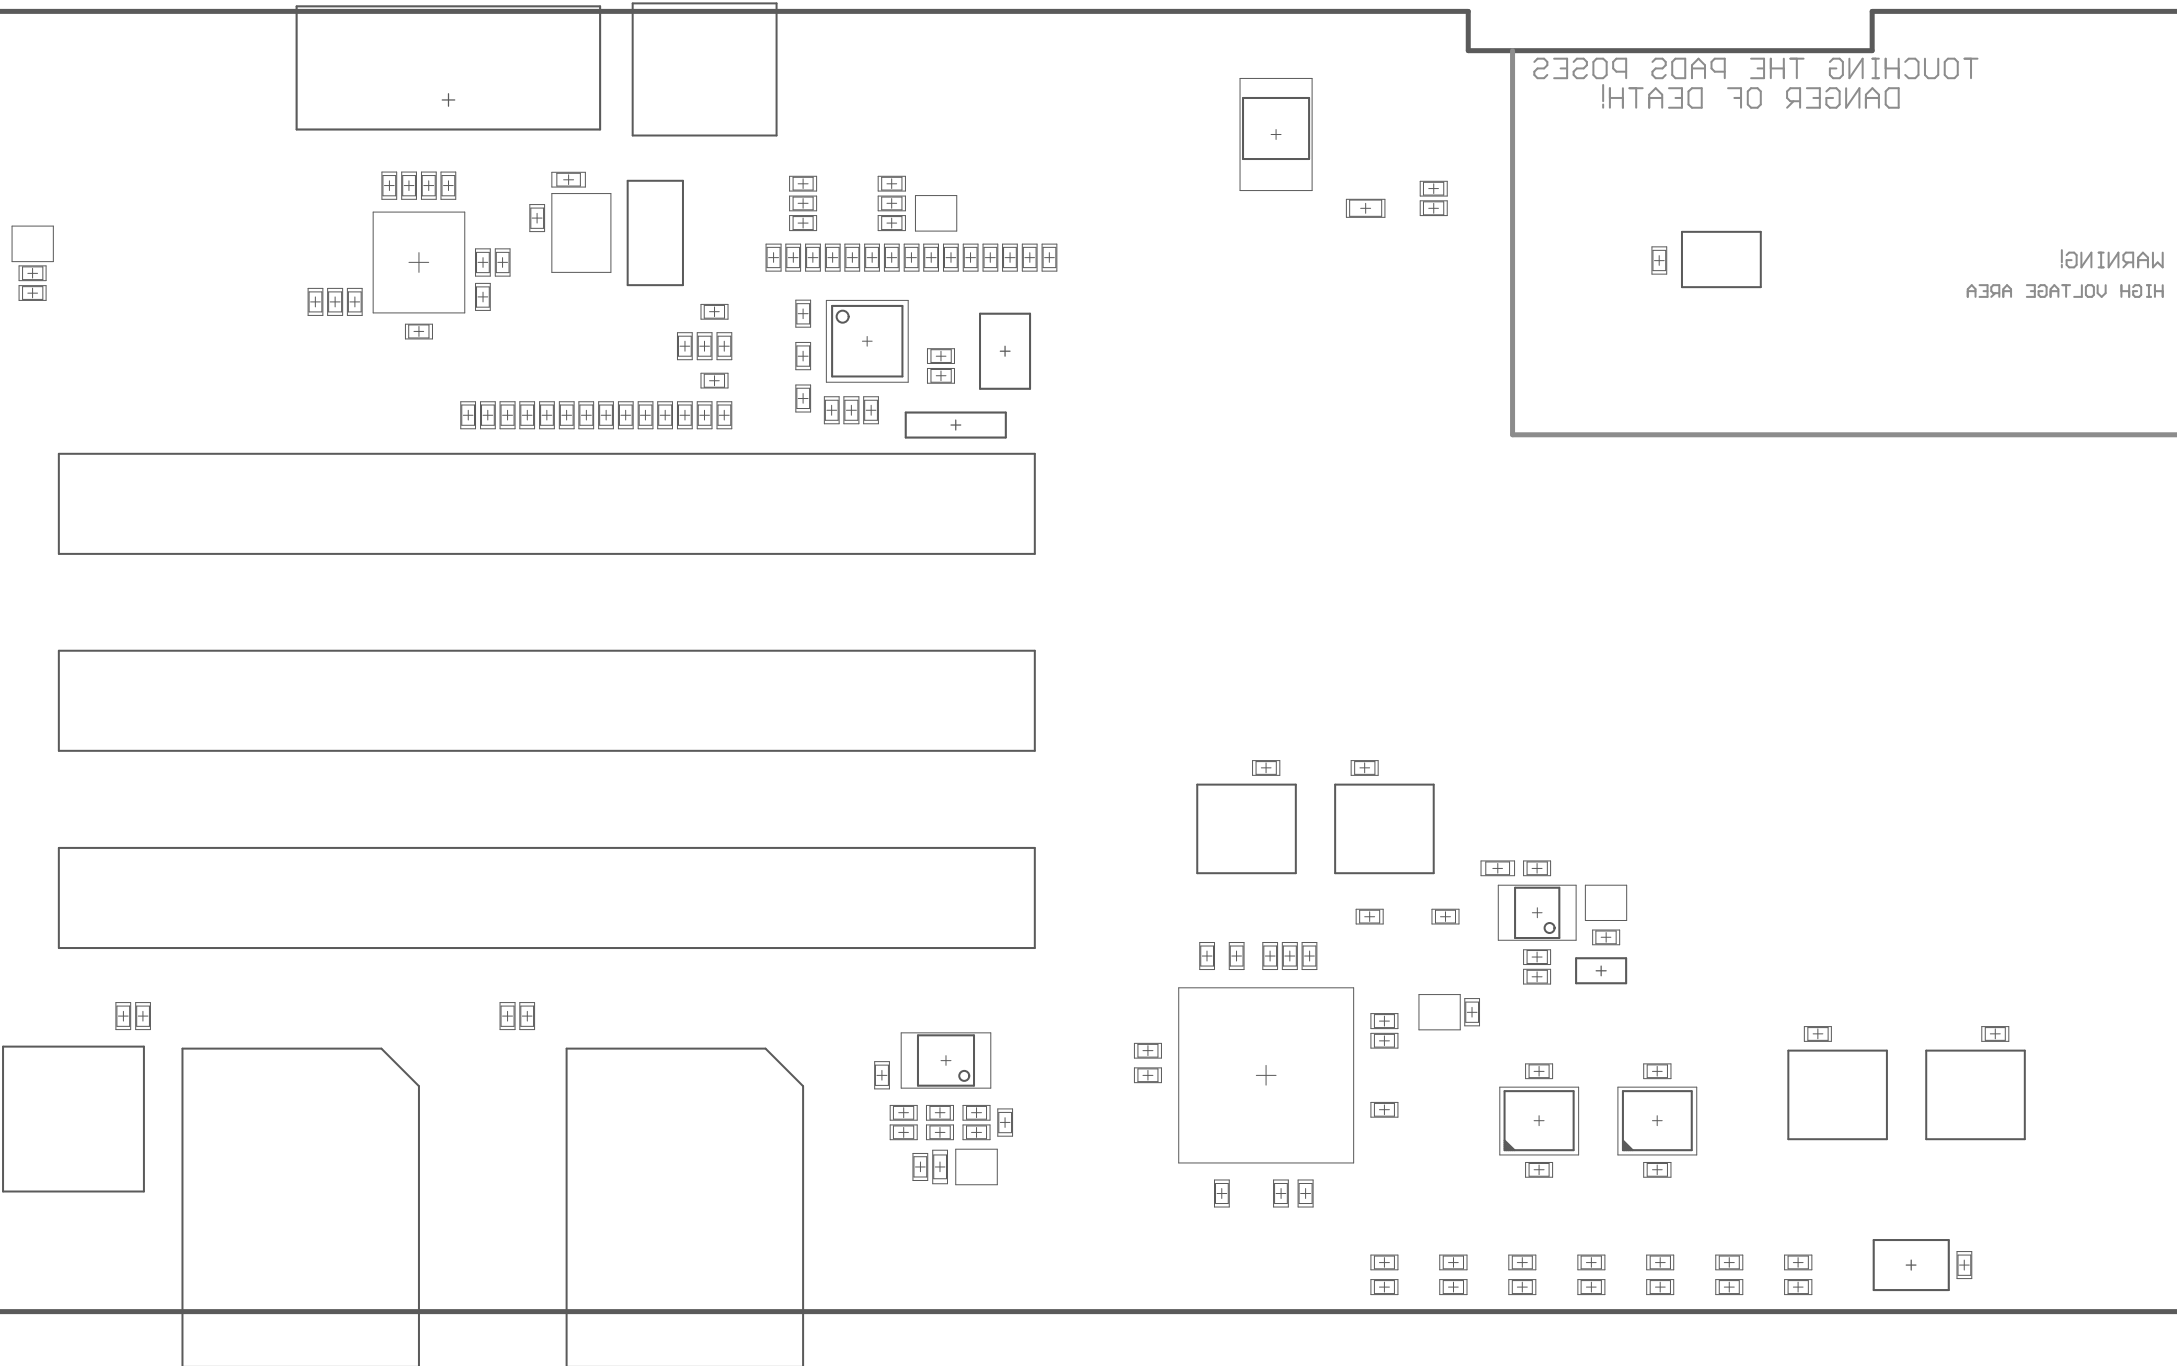 TOUCHING THE PADS POSES
DANGER OF DEATH!
WARNING!
HIGH VOLTAGE AREA